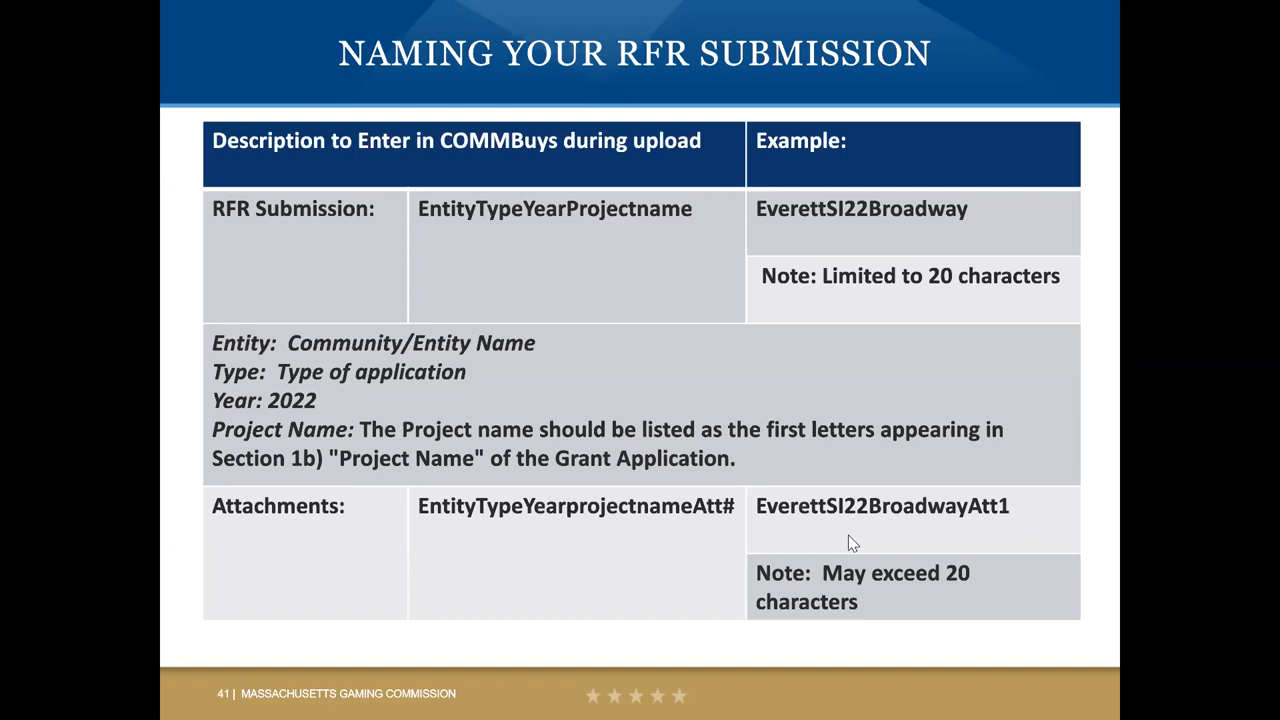 NAMING YOUR RFR SUBMISSION
Description to Enter in COMMBuys during upload
Example:
RFR Submission:
EntityTypeYearProjectname
EverettSI22Broadway
Note: Limited to 20 characters
Entity: Community/Entity Name
Type: Type of application
Year: 2022
Project Name: The Project name should be listed as the first letters appearing in
Section 1b) "Project Name" of the Grant Application.
Attachments:
EntityTypeYearprojectnameAtt#
EverettSI22BroadwayAtt1
Note: May exceed 20
characters
41 | MASSACHUSETTS GAMING COMMISSION